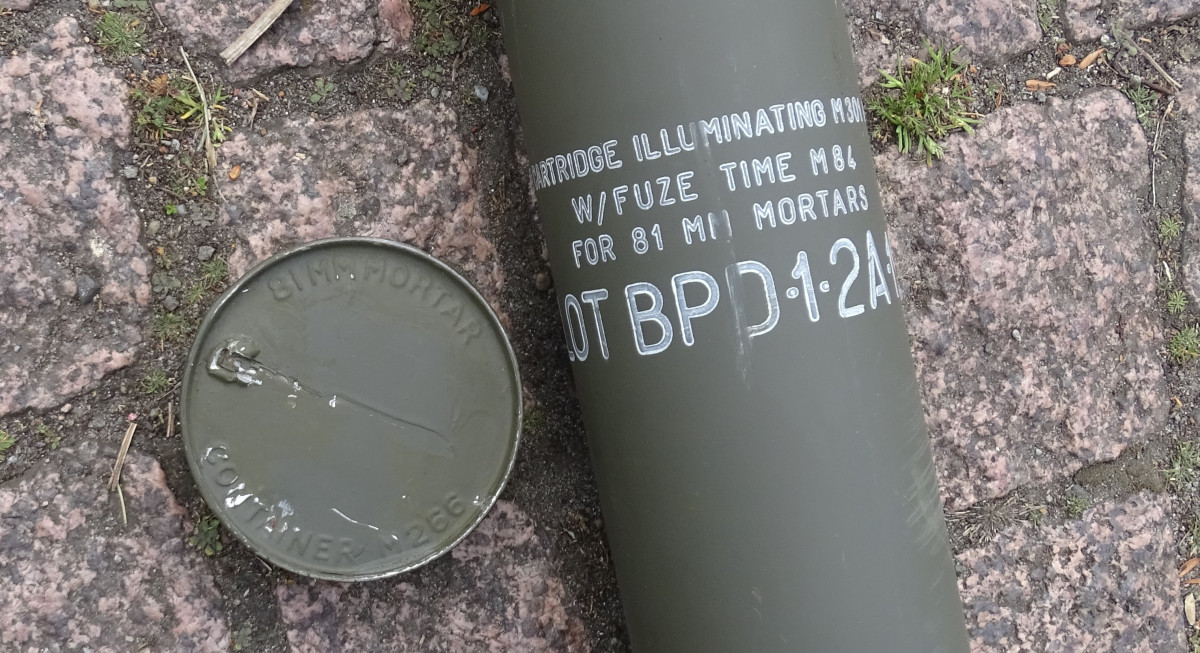 CARTRIDGE ILLUMINATING M301
W/FUZE TIME M84
FOR 81 MM MORTARS
LOT BPD·1·2A
81 MM MORTAR
CONTAINER M266